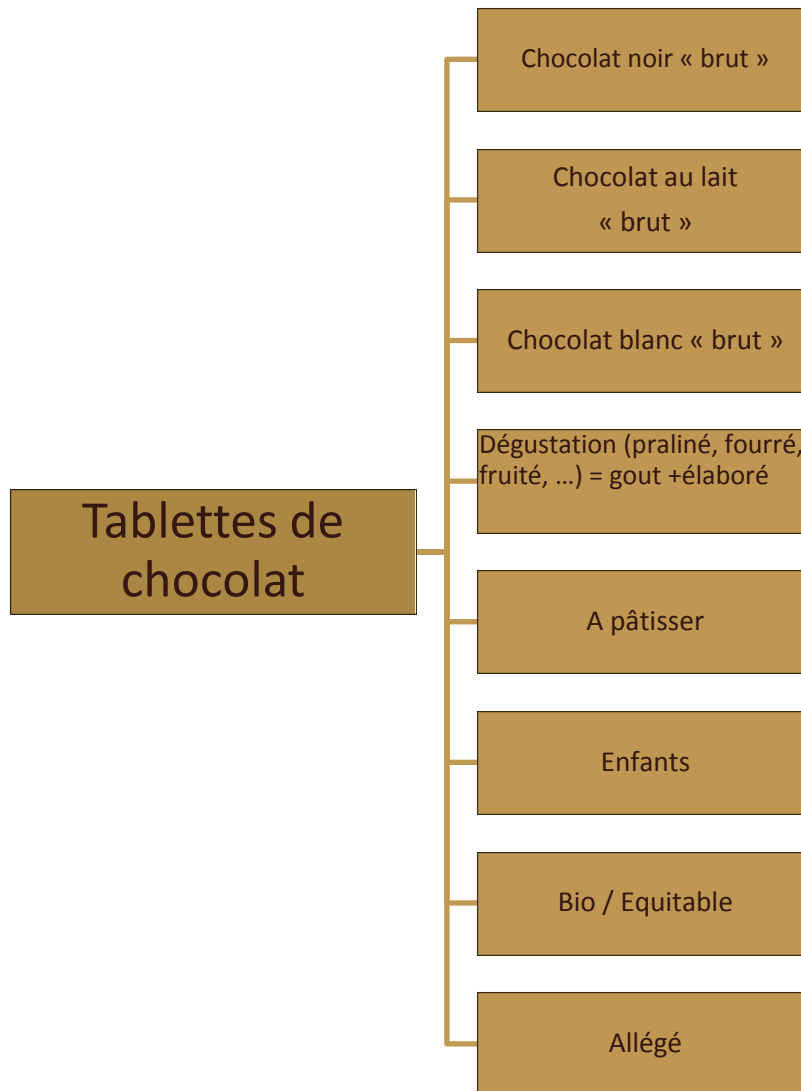 Chocolat noir « brut »
Chocolat au lait
« brut »
Chocolat blanc « brut »
Dégustation (praliné, fourré,
fruité, ...) = gout +élaboré
Tablettes de
chocolat
A pâtisser
Enfants
Bio / Equitable
Allégé